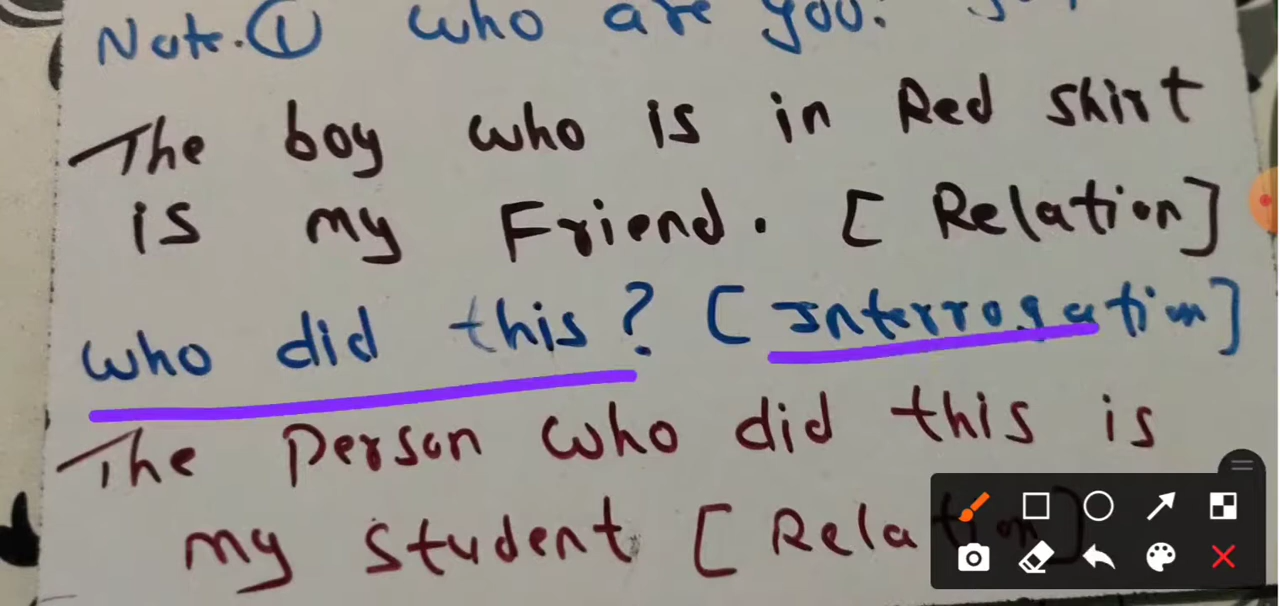 Note. ① Who are you.
The boy who is in Red shirt
is my Friend. [ Relation]
who did this? [Interrogation]
The person who did this is
my student [ Relation]